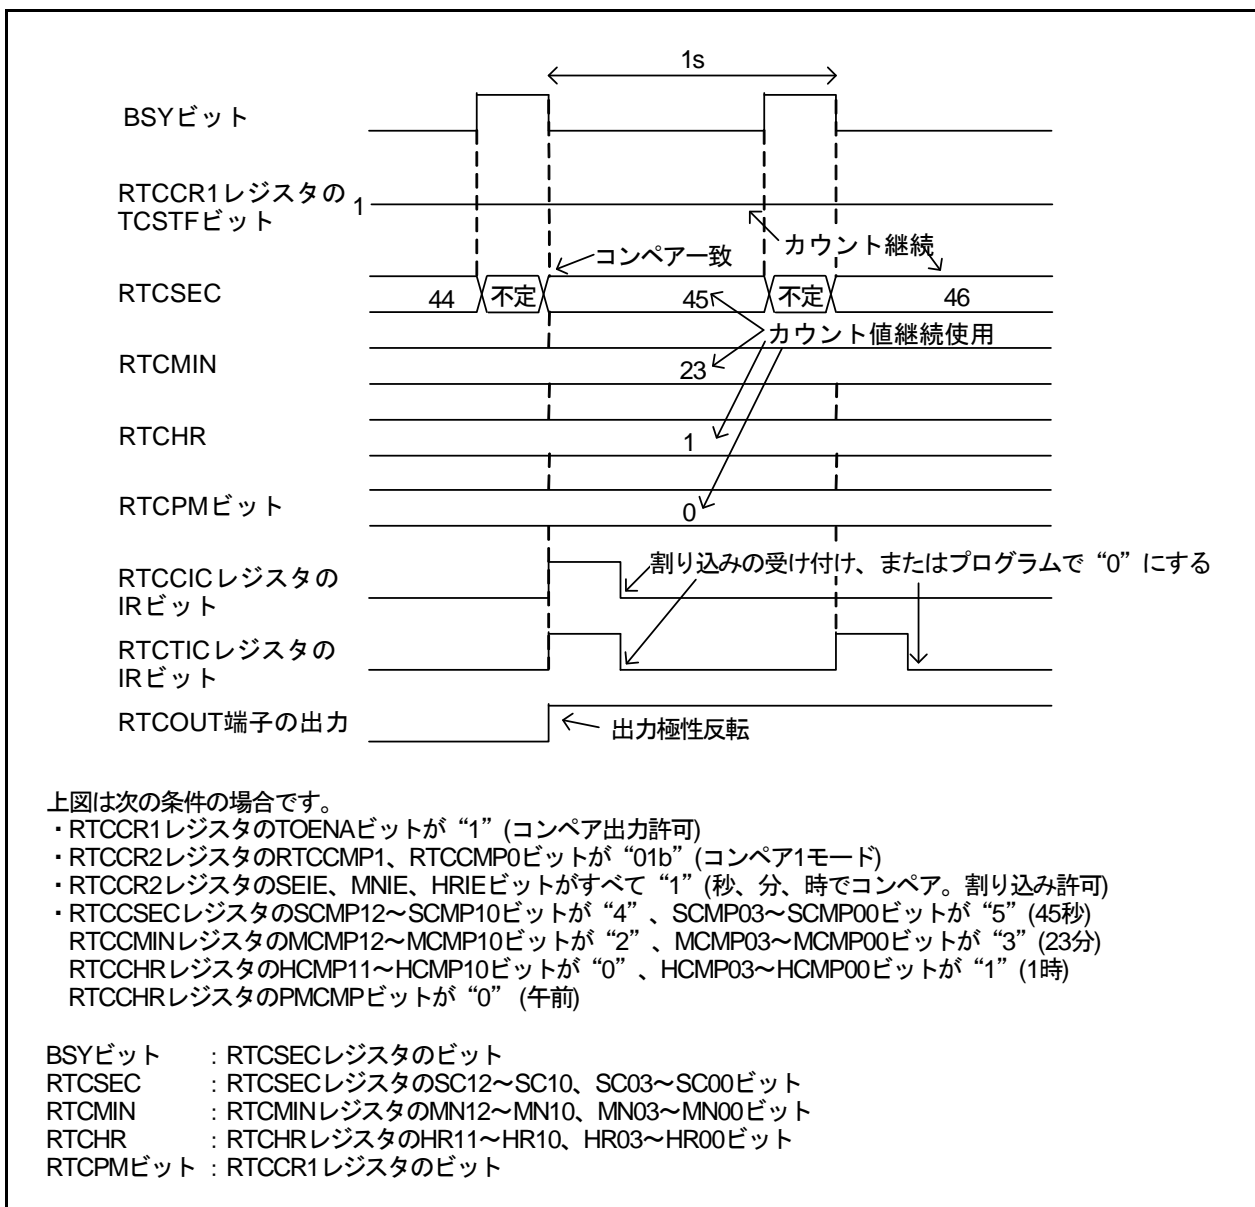 1s
BSYビット
RTCCR1レジスタの
TCSTFビット
1
カウント継続
コンペア一致
RTCSEC
44
不定
45
不定
46
カウント値継続使用
RTCMIN
23
RTCHR
1
RTCPMビット
0
割り込みの受け付け、またはプログラムで“0”にする
RTCCICレジスタの
IRビット
RTCTICレジスタの
IRビット
RTCOUT端子の出力
出力極性反転
上図は次の条件の場合です。
・RTCCR1レジスタのTOENAビットが“1”(コンペア出力許可)
・RTCCR2レジスタのRTCCMP1、RTCCMP0ビットが“01b”(コンペア1モード)
・RTCCR2レジスタのSEIE、MNIE、HRIEビットがすべて“1”(秒、分、時でコンペア。割り込み許可)
・RTCCSECレジスタのSCMP12～SCMP10ビットが“4”、SCMP03～SCMP00ビットが“5”(45秒)
RTCCMINレジスタのMCMP12～MCMP10ビットが“2”、MCMP03～MCMP00ビットが“3”(23分)
RTCCHRレジスタのHCMP11～HCMP10ビットが“0”、HCMP03～HCMP00ビットが“1”(1時)
RTCCHRレジスタのPMCMPビットが“0”(午前)
BSYビット : RTCSECレジスタのビット
RTCSEC : RTCSECレジスタのSC12～SC10、SC03～SC00ビット
RTCMIN : RTCMINレジスタのMN12～MN10、MN03～MN00ビット
RTCHR : RTCHRレジスタのHR11～HR10、HR03～HR00ビット
RTCPMビット : RTCCR1レジスタのビット